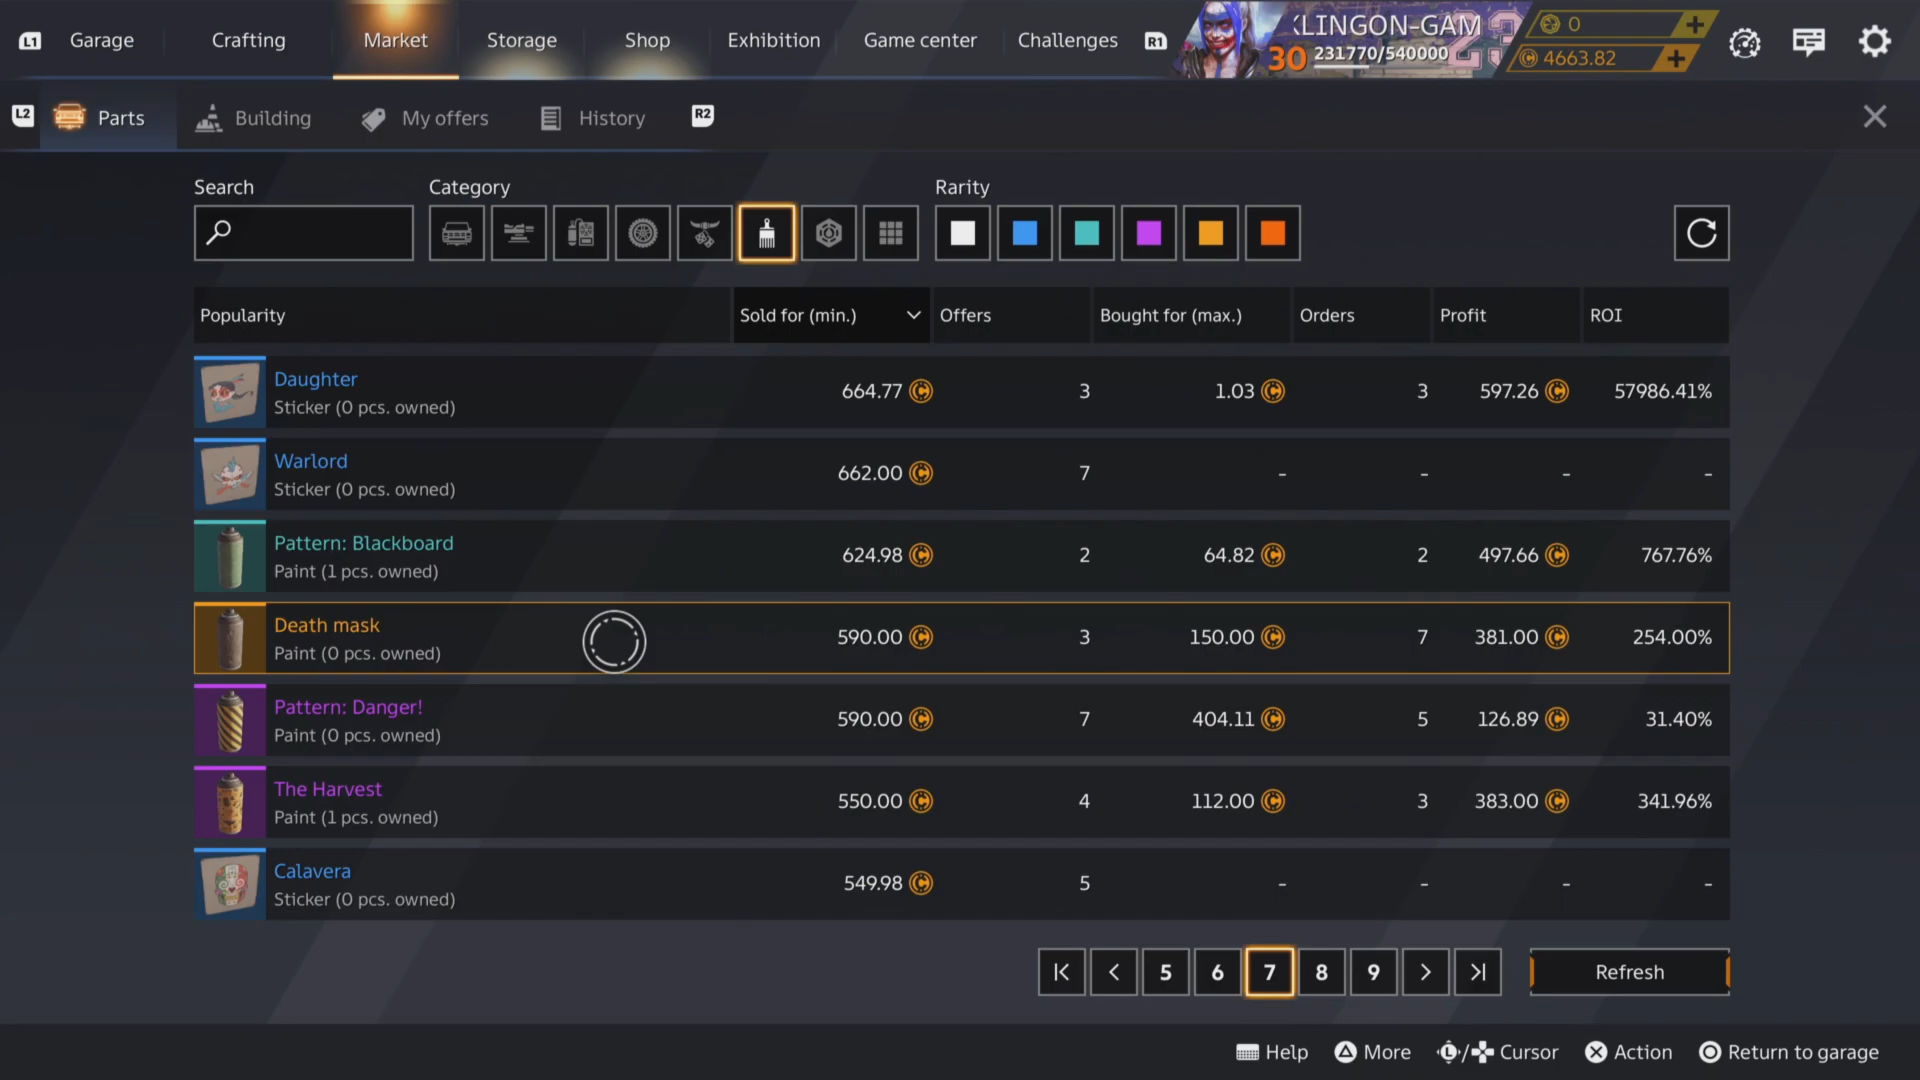 L1 Garage Crafting Market Storage Shop Exhibition Game center Challenges R1
KLINGON-GAM
30 231770/540000
0
4663.82
L2 Parts Building My offers History R2
Search Category Rarity
Popularity Sold for (min.) Offers Bought for (max.) Orders Profit ROI
Daughter
Sticker (0 pcs. owned)
664.77 3 1.03 3 597.26 57986.41%
Warlord
Sticker (0 pcs. owned)
662.00 7 - - - -
Pattern: Blackboard
Paint (1 pcs. owned)
624.98 2 64.82 2 497.66 767.76%
Death mask
Paint (0 pcs. owned)
590.00 3 150.00 7 381.00 254.00%
Pattern: Danger!
Paint (0 pcs. owned)
590.00 7 404.11 5 126.89 31.40%
The Harvest
Paint (1 pcs. owned)
550.00 4 112.00 3 383.00 341.96%
Calavera
Sticker (0 pcs. owned)
549.98 5 - - - -
5 6 7 8 9 Refresh
Help More L/ Cursor Action Return to garage